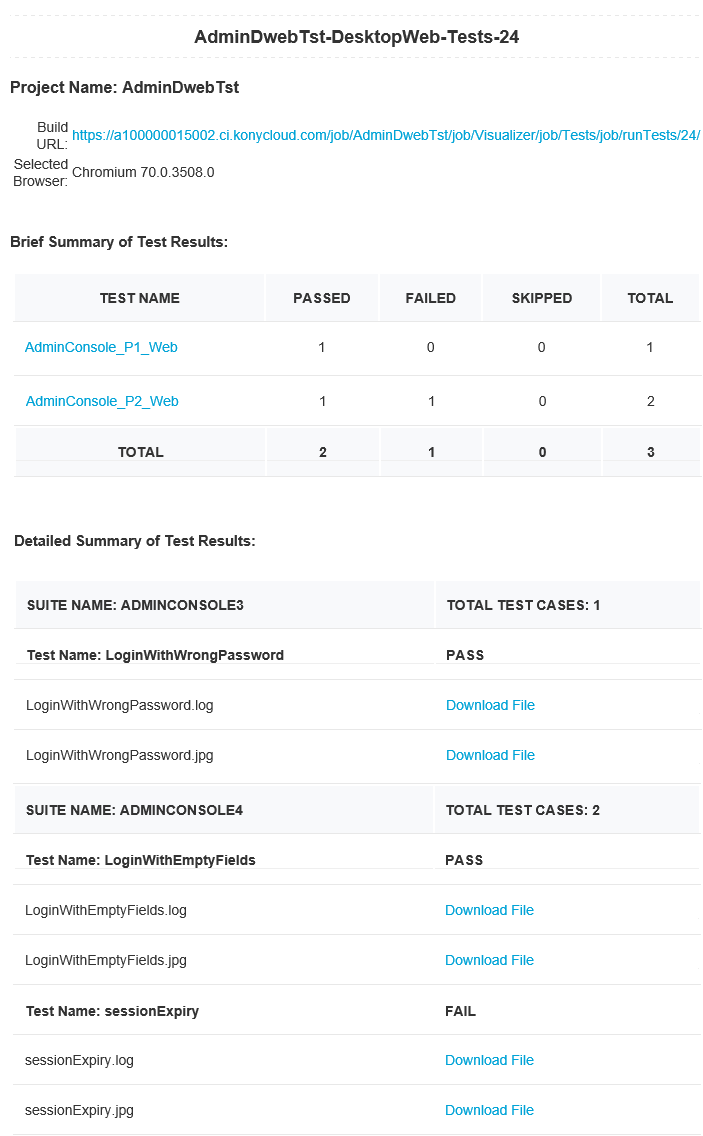 AdminDwebTst-DesktopWeb-Tests-24
Project Name: AdminDwebTst
Build URL: https://a100000015002.ci.konycloud.com/job/AdminDwebTst/job/Visualizer/job/Tests/job/runTests/24/
Selected Browser: Chromium 70.0.3508.0
Brief Summary of Test Results:
TEST NAME PASSED FAILED SKIPPED TOTAL
AdminConsole_P1_Web 1 0 0 1
AdminConsole_P2_Web 1 1 0 2
TOTAL 2 1 0 3
Detailed Summary of Test Results:
SUITE NAME: ADMINCONSOLE3 TOTAL TEST CASES: 1
Test Name: LoginWithWrongPassword PASS
LoginWithWrongPassword.log Download File
LoginWithWrongPassword.jpg Download File
SUITE NAME: ADMINCONSOLE4 TOTAL TEST CASES: 2
Test Name: LoginWithEmptyFields PASS
LoginWithEmptyFields.log Download File
LoginWithEmptyFields.jpg Download File
Test Name: sessionExpiry FAIL
sessionExpiry.log Download File
sessionExpiry.jpg Download File